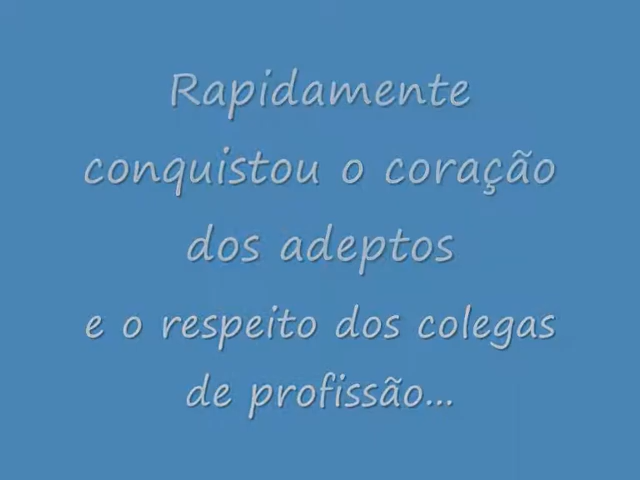 Rapidamente
conquistou o coração
dos adeptos
e o respeito dos colegas
de profissão...